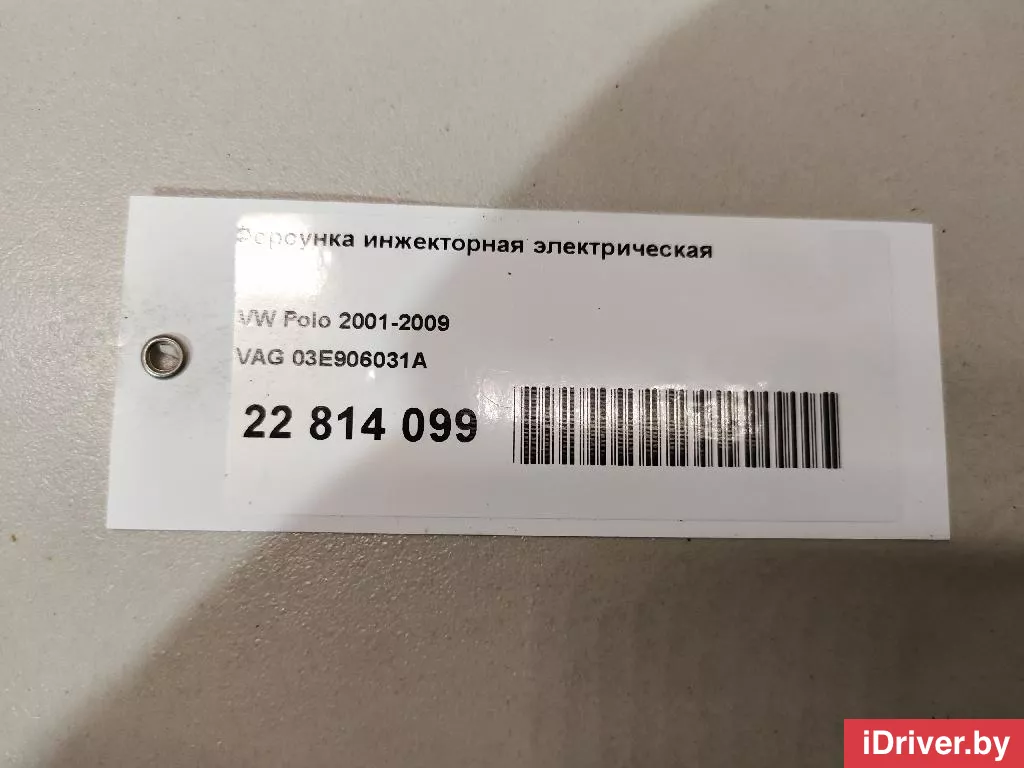 Форсунка инжекторная электрическая
VW Polo 2001-2009
VAG 03E906031A
22 814 099
iDriver.by